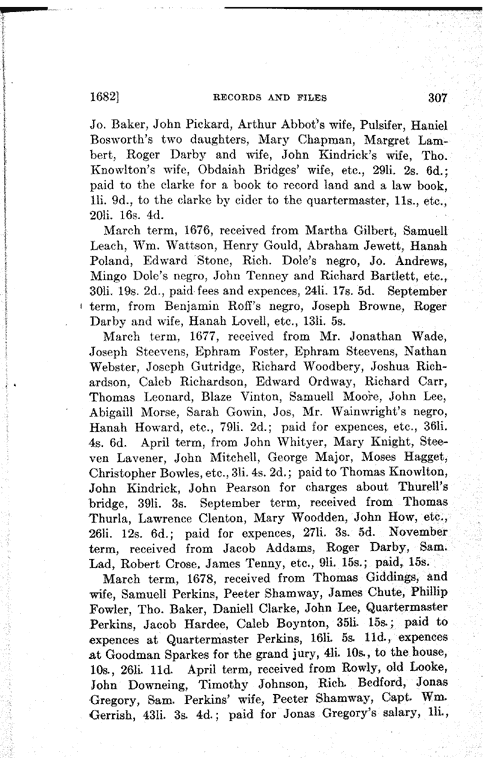 1682] RECORDS AND FILES 307
Jo. Baker, John Pickard, Arthur Abbot's wife, Pulsifer, Haniel
Bosworth's two daughters, Mary Chapman, Margret Lam-
bert, Roger Darby and wife, John Kindrick's wife, Tho.
Knowlton's wife, Obdaiah Bridges' wife, etc., 29li. 2s. 6d.;
paid to the clarke for a book to record land and a law book,
1li. 9d., to the clarke by cider to the quartermaster, 11s., etc.,
20li. 16s. 4d.
March term, 1676, received from Martha Gilbert, Samuell
Leach, Wm. Wattson, Henry Gould, Abraham Jewett, Hanah
Poland, Edward Stone, Rich. Dole's negro, Jo. Andrews,
Mingo Dole's negro, John Tenney and Richard Bartlett, etc.,
30li. 19s. 2d., paid fees and expences, 24li. 17s. 5d. September
term, from Benjamin Roff's negro, Joseph Browne, Roger
Darby and wife, Hanah Lovell, etc., 13li. 5s.
March term, 1677, received from Mr. Jonathan Wade,
Joseph Steevens, Ephram Foster, Ephram Steevens, Nathan
Webster, Joseph Gutridge, Richard Woodbery, Joshua Rich-
ardson, Caleb Richardson, Edward Ordway, Richard Carr,
Thomas Leonard, Blaze Vinton, Samuell Moore, John Lee,
Abigaill Morse, Sarah Gowin, Jos, Mr. Wainwright's negro,
Hanah Howard, etc., 79li. 2d.; paid for expences, etc., 36li.
4s. 6d. April term, from John Whityer, Mary Knight, Stee-
ven Lavener, John Mitchell, George Major, Moses Hagget,
Christopher Bowles, etc., 3li. 4s. 2d.; paid to Thomas Knowlton,
John Kindrick, John Pearson for charges about Thurell's
bridge, 39li. 3s. September term, received from Thomas
Thurla, Lawrence Clenton, Mary Woodden, John How, etc.,
26li. 12s. 6d.; paid for expences, 27li. 3s. 5d. November
term, received from Jacob Addams, Roger Darby, Sam.
Lad, Robert Crose, James Tenny, etc., 9li. 15s.; paid, 15s.
March term, 1678, received from Thomas Giddings, and
wife, Samuell Perkins, Peeter Shamway, James Chute, Phillip
Fowler, Tho. Baker, Daniell Clarke, John Lee, Quartermaster
Perkins, Jacob Hardee, Caleb Boynton, 35li. 15s.; paid to
expences at Quartermaster Perkins, 16li. 5s. 11d., expences
at Goodman Sparkes for the grand jury, 4li. 10s., to the house,
10s., 26li. 11d. April term, received from Rowly, old Looke,
John Downeing, Timothy Johnson, Rich. Bedford, Jonas
Gregory, Sam. Perkins' wife, Peeter Shamway, Capt. Wm.
Gerrish, 43li. 3s. 4d.; paid for Jonas Gregory's salary, 1li.,